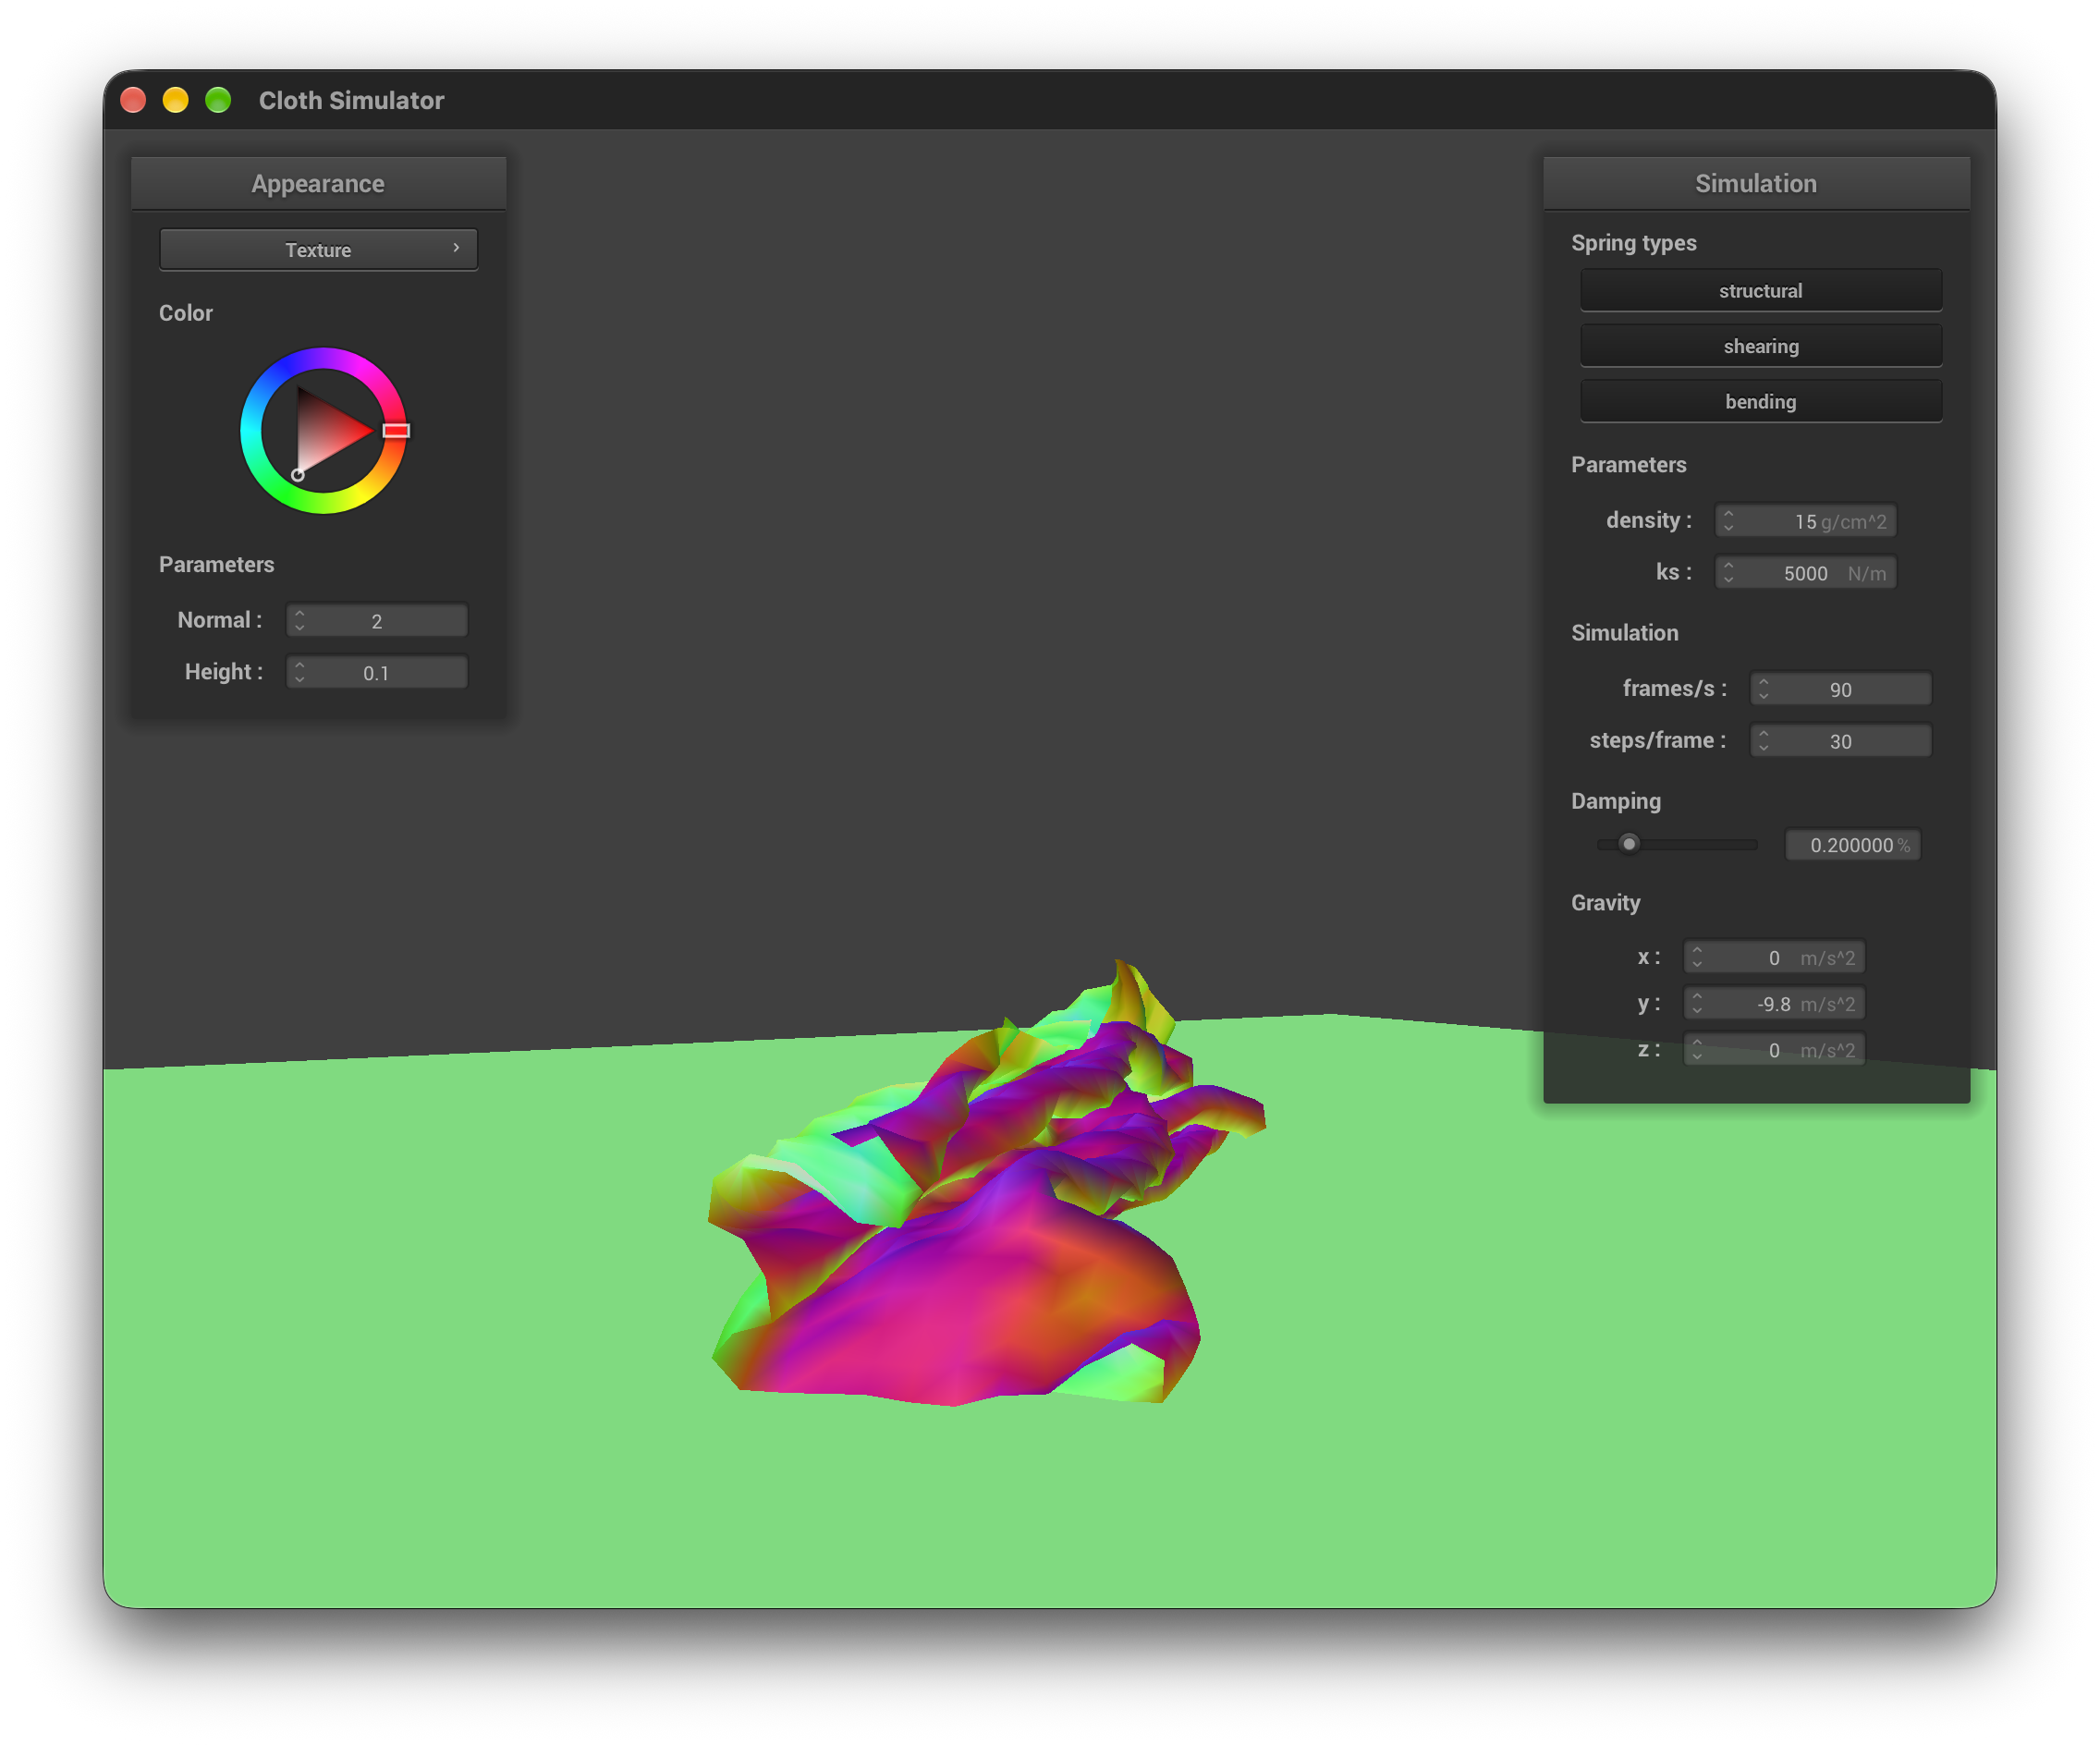 Cloth Simulator
Appearance
Texture
Color
Parameters
Normal : 2
Height : 0.1
Simulation
Spring types
structural
shearing
bending
Parameters
density : 15 g/cm^2
ks : 5000 N/m
Simulation
frames/s : 90
steps/frame : 30
Damping
0.200000 %
Gravity
x : 0 m/s^2
y : -9.8 m/s^2
z : 0 m/s^2